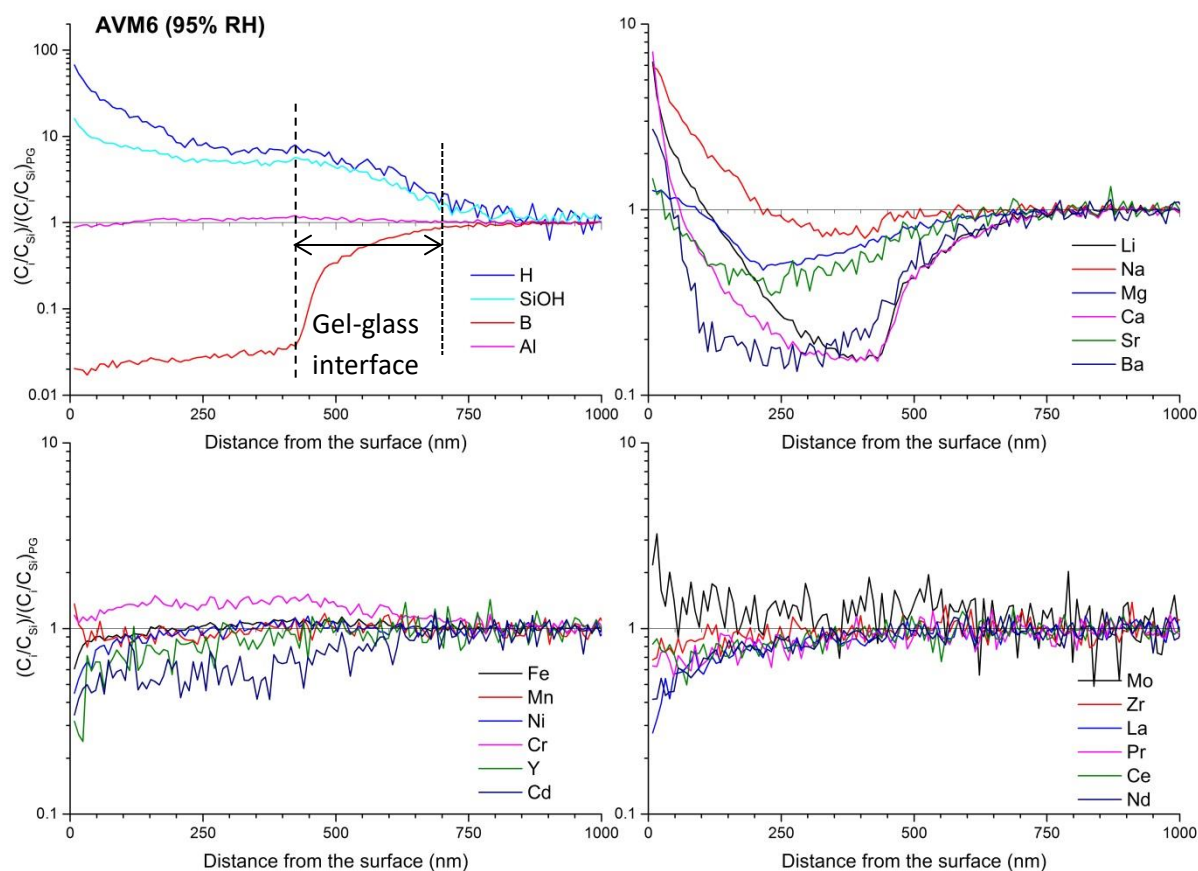 AVM6 (95% RH)
(C_i/C_Si)/(C_i/C_Si)_PG
100
10
1
0.1
0.01
Gel-glass
interface
H
SiOH
B
Al
0 250 500 750 1000
Distance from the surface (nm)
10
1
0.1
Li
Na
Mg
Ca
Sr
Ba
0 250 500 750 1000
Distance from the surface (nm)
(C_i/C_Si)/(C_i/C_Si)_PG
10
1
0.1
Fe
Mn
Ni
Cr
Y
Cd
0 250 500 750 1000
Distance from the surface (nm)
10
1
0.1
Mo
Zr
La
Pr
Ce
Nd
0 250 500 750 1000
Distance from the surface (nm)